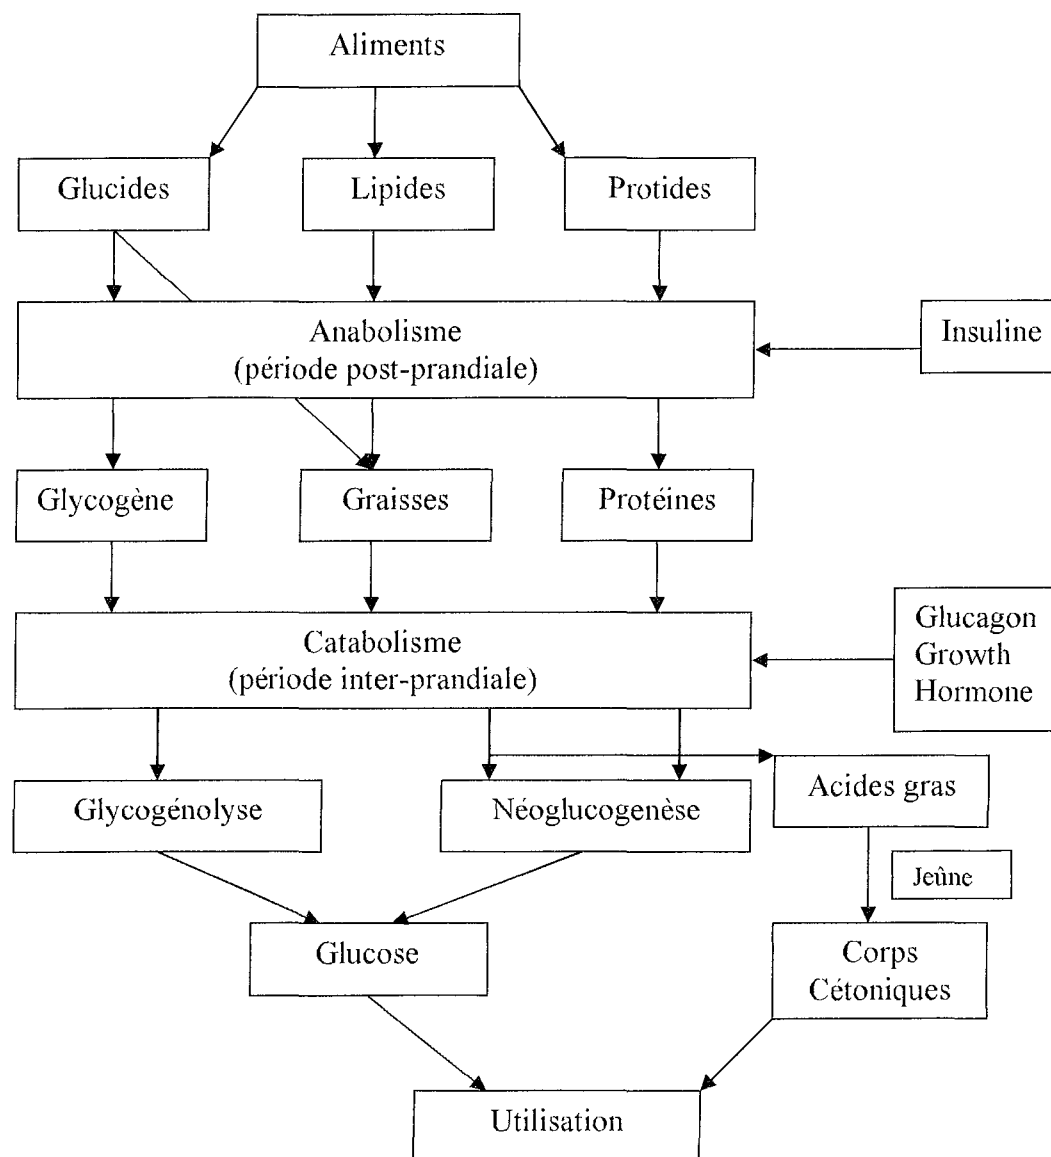 Aliments
Glucides
Lipides
Protides
Anabolisme
(période post-prandiale)
Insuline
Glycogène
Graisses
Protéines
Catabolisme
(période inter-prandiale)
Glucagon
Growth
Hormone
Glycogénolyse
Néoglucogenèse
Acides gras
Jeûne
Glucose
Corps
Cétoniques
Utilisation